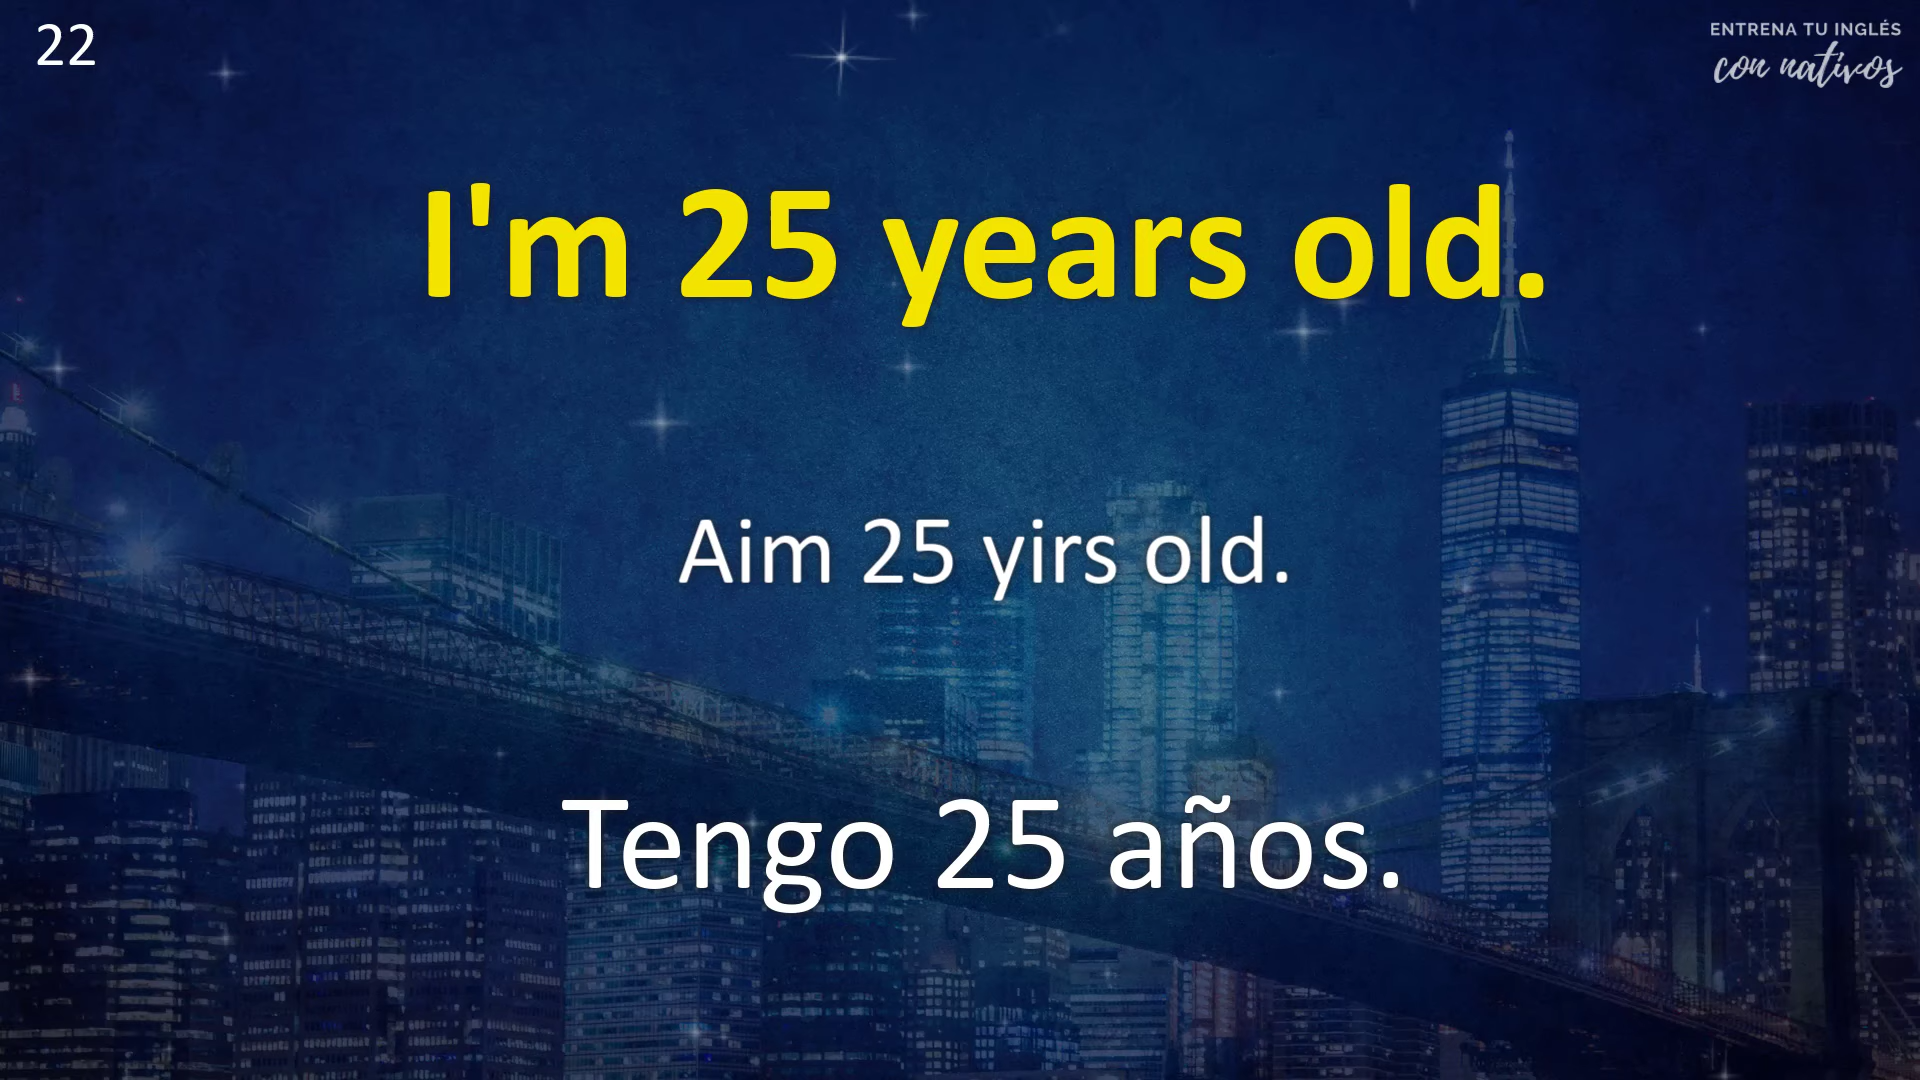 22
ENTRENA TU INGLÉS
con nativos
I'm 25 years old.
Aim 25 yirs old.
Tengo 25 años.